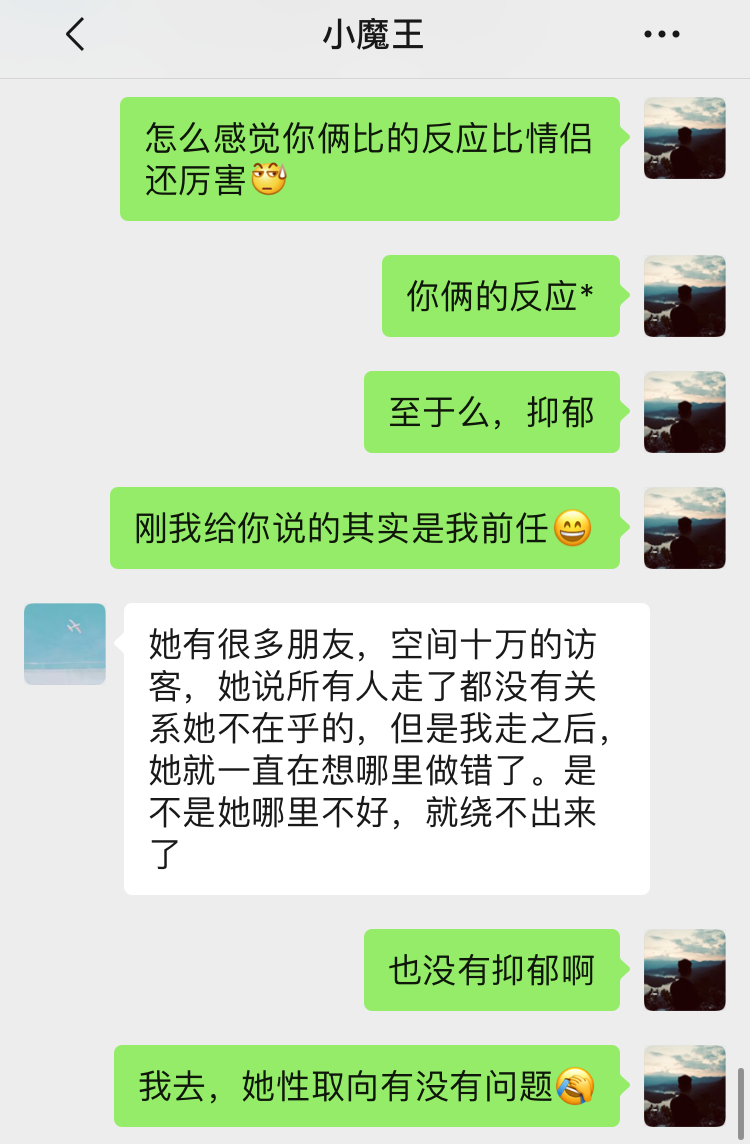 小魔王
怎么感觉你俩比的反应比情侣
还厉害
你俩的反应*
至于么，抑郁
刚我给你说的其实是我前任
她有很多朋友，空间十万的访
客，她说所有人走了都没有关
系她不在乎的，但是我走之后，
她就一直在想哪里做错了。是
不是她哪里不好，就绕不出来
了
也没有抑郁啊
我去，她性取向有没有问题